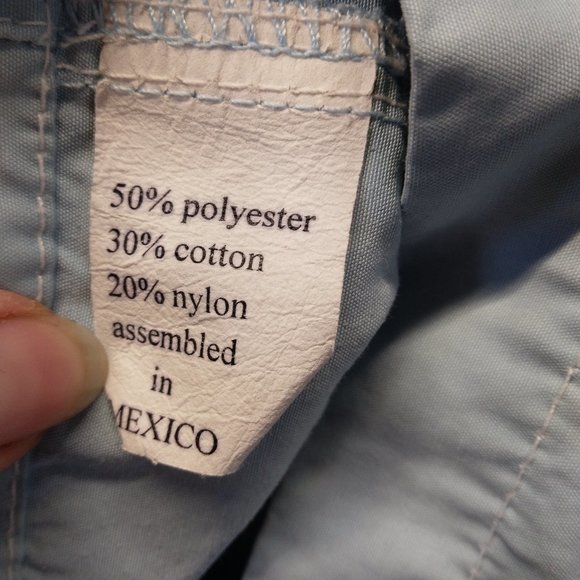 50% polyester
30% cotton
20% nylon
assembled
in
MEXICO